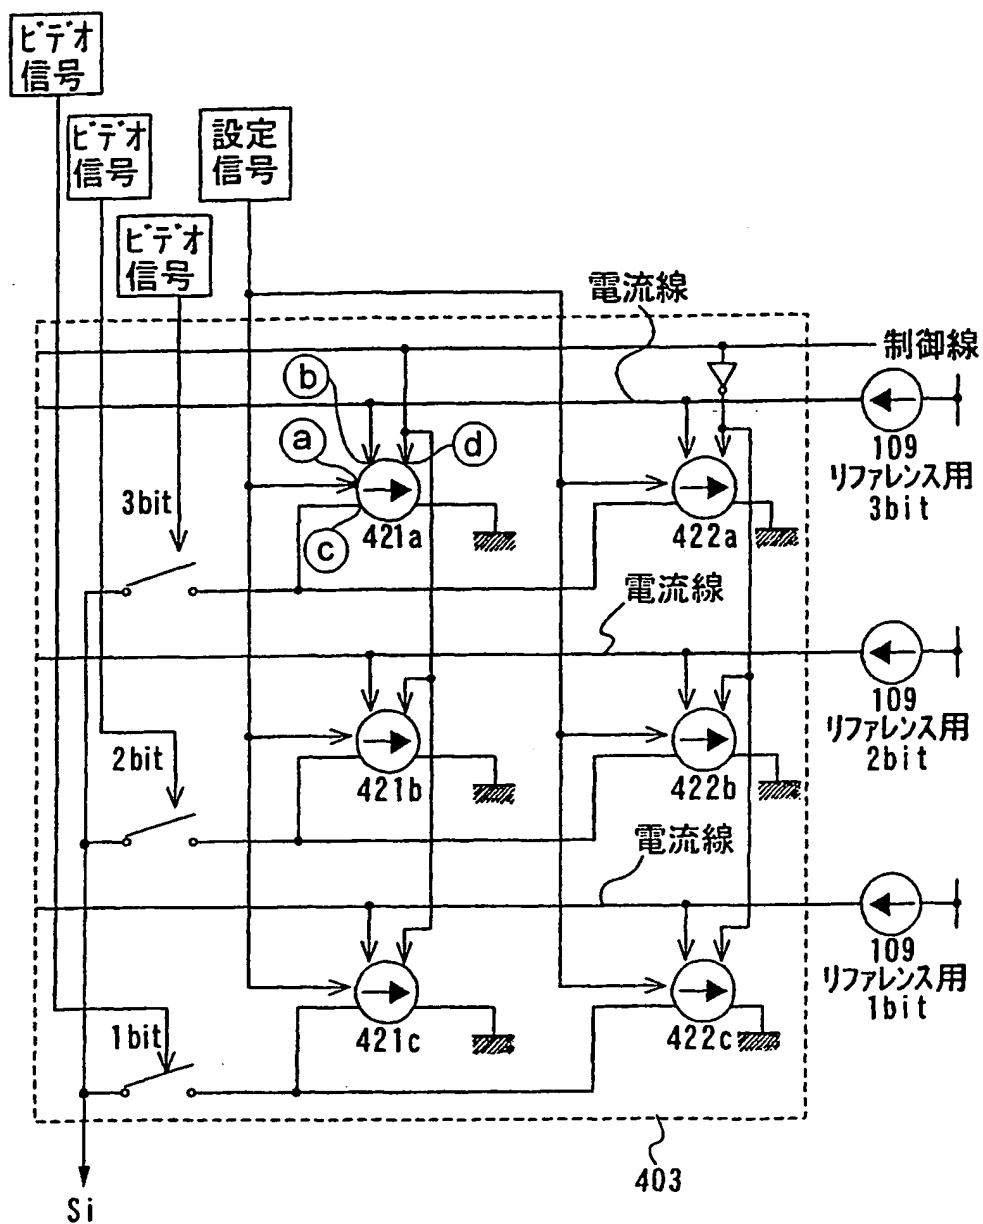 ビデオ
信号
ビデオ
信号
設定
信号
ビデオ
信号
電流線
制御線
b
a
d
109
リファレンス用
3bit
3bit
c
421a
422a
電流線
109
リファレンス用
2bit
2bit
421b
422b
電流線
109
リファレンス用
1bit
1bit
421c
422c
403
Si